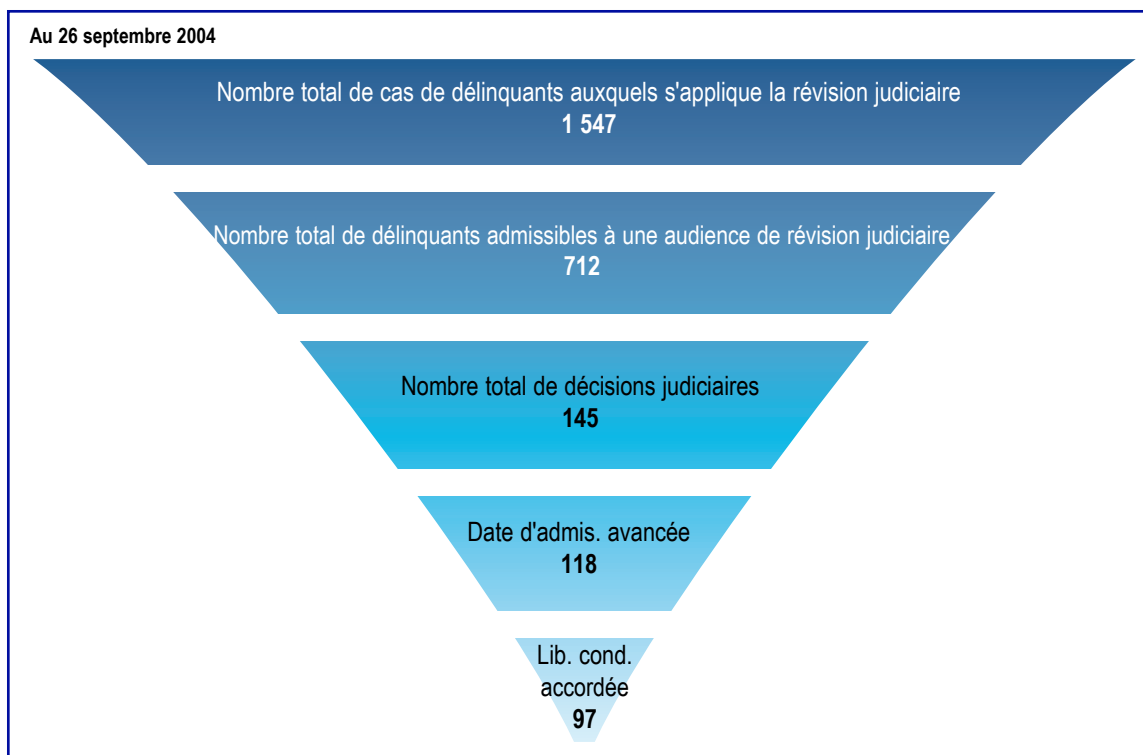 Au 26 septembre 2004
Nombre total de cas de délinquants auxquels s'applique la révision judiciaire
1 547
Nombre total de délinquants admissibles à une audience de révision judiciaire
712
Nombre total de décisions judiciaires
145
Date d'admis. avancée
118
Lib. cond.
accordée
97